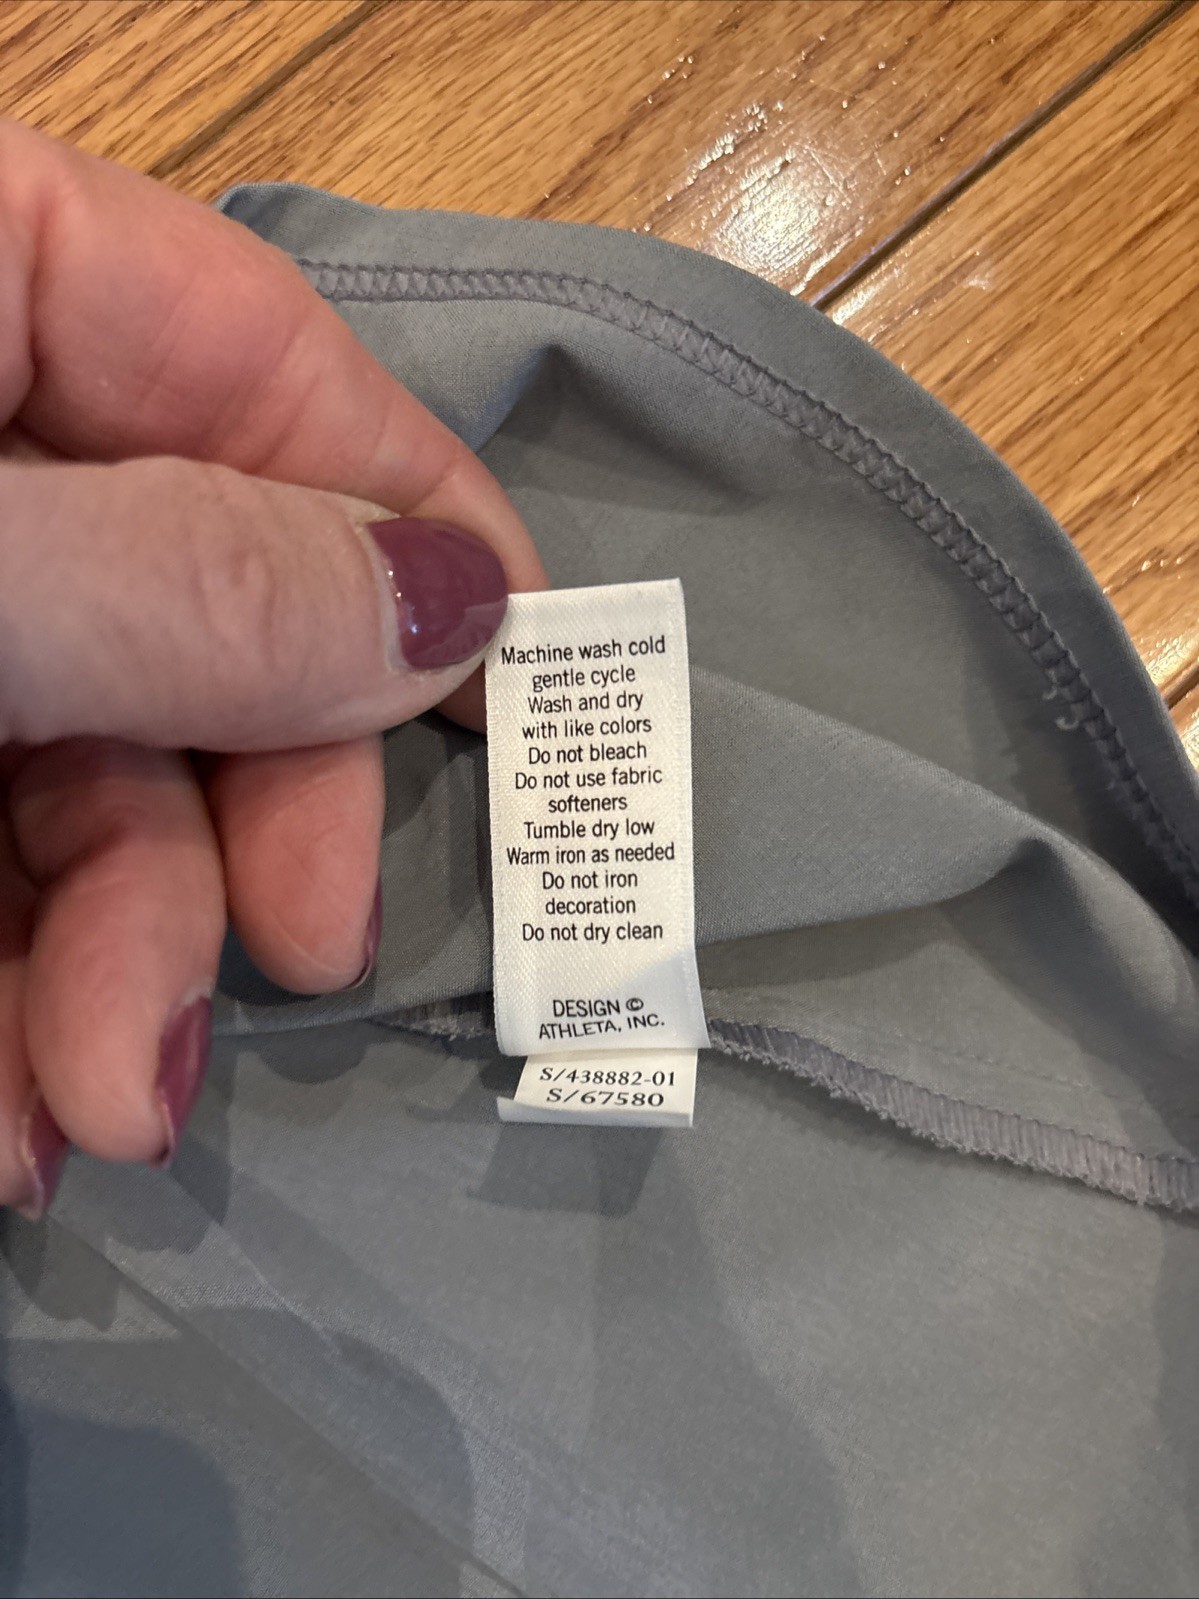 Machine wash cold
gentle cycle
Wash and dry
with like colors
Do not bleach
Do not use fabric
softeners
Tumble dry low
Warm iron as needed
Do not iron
decoration
Do not dry clean
DESIGN ©
ATHLETA, INC.
S/438882-01
S/67580